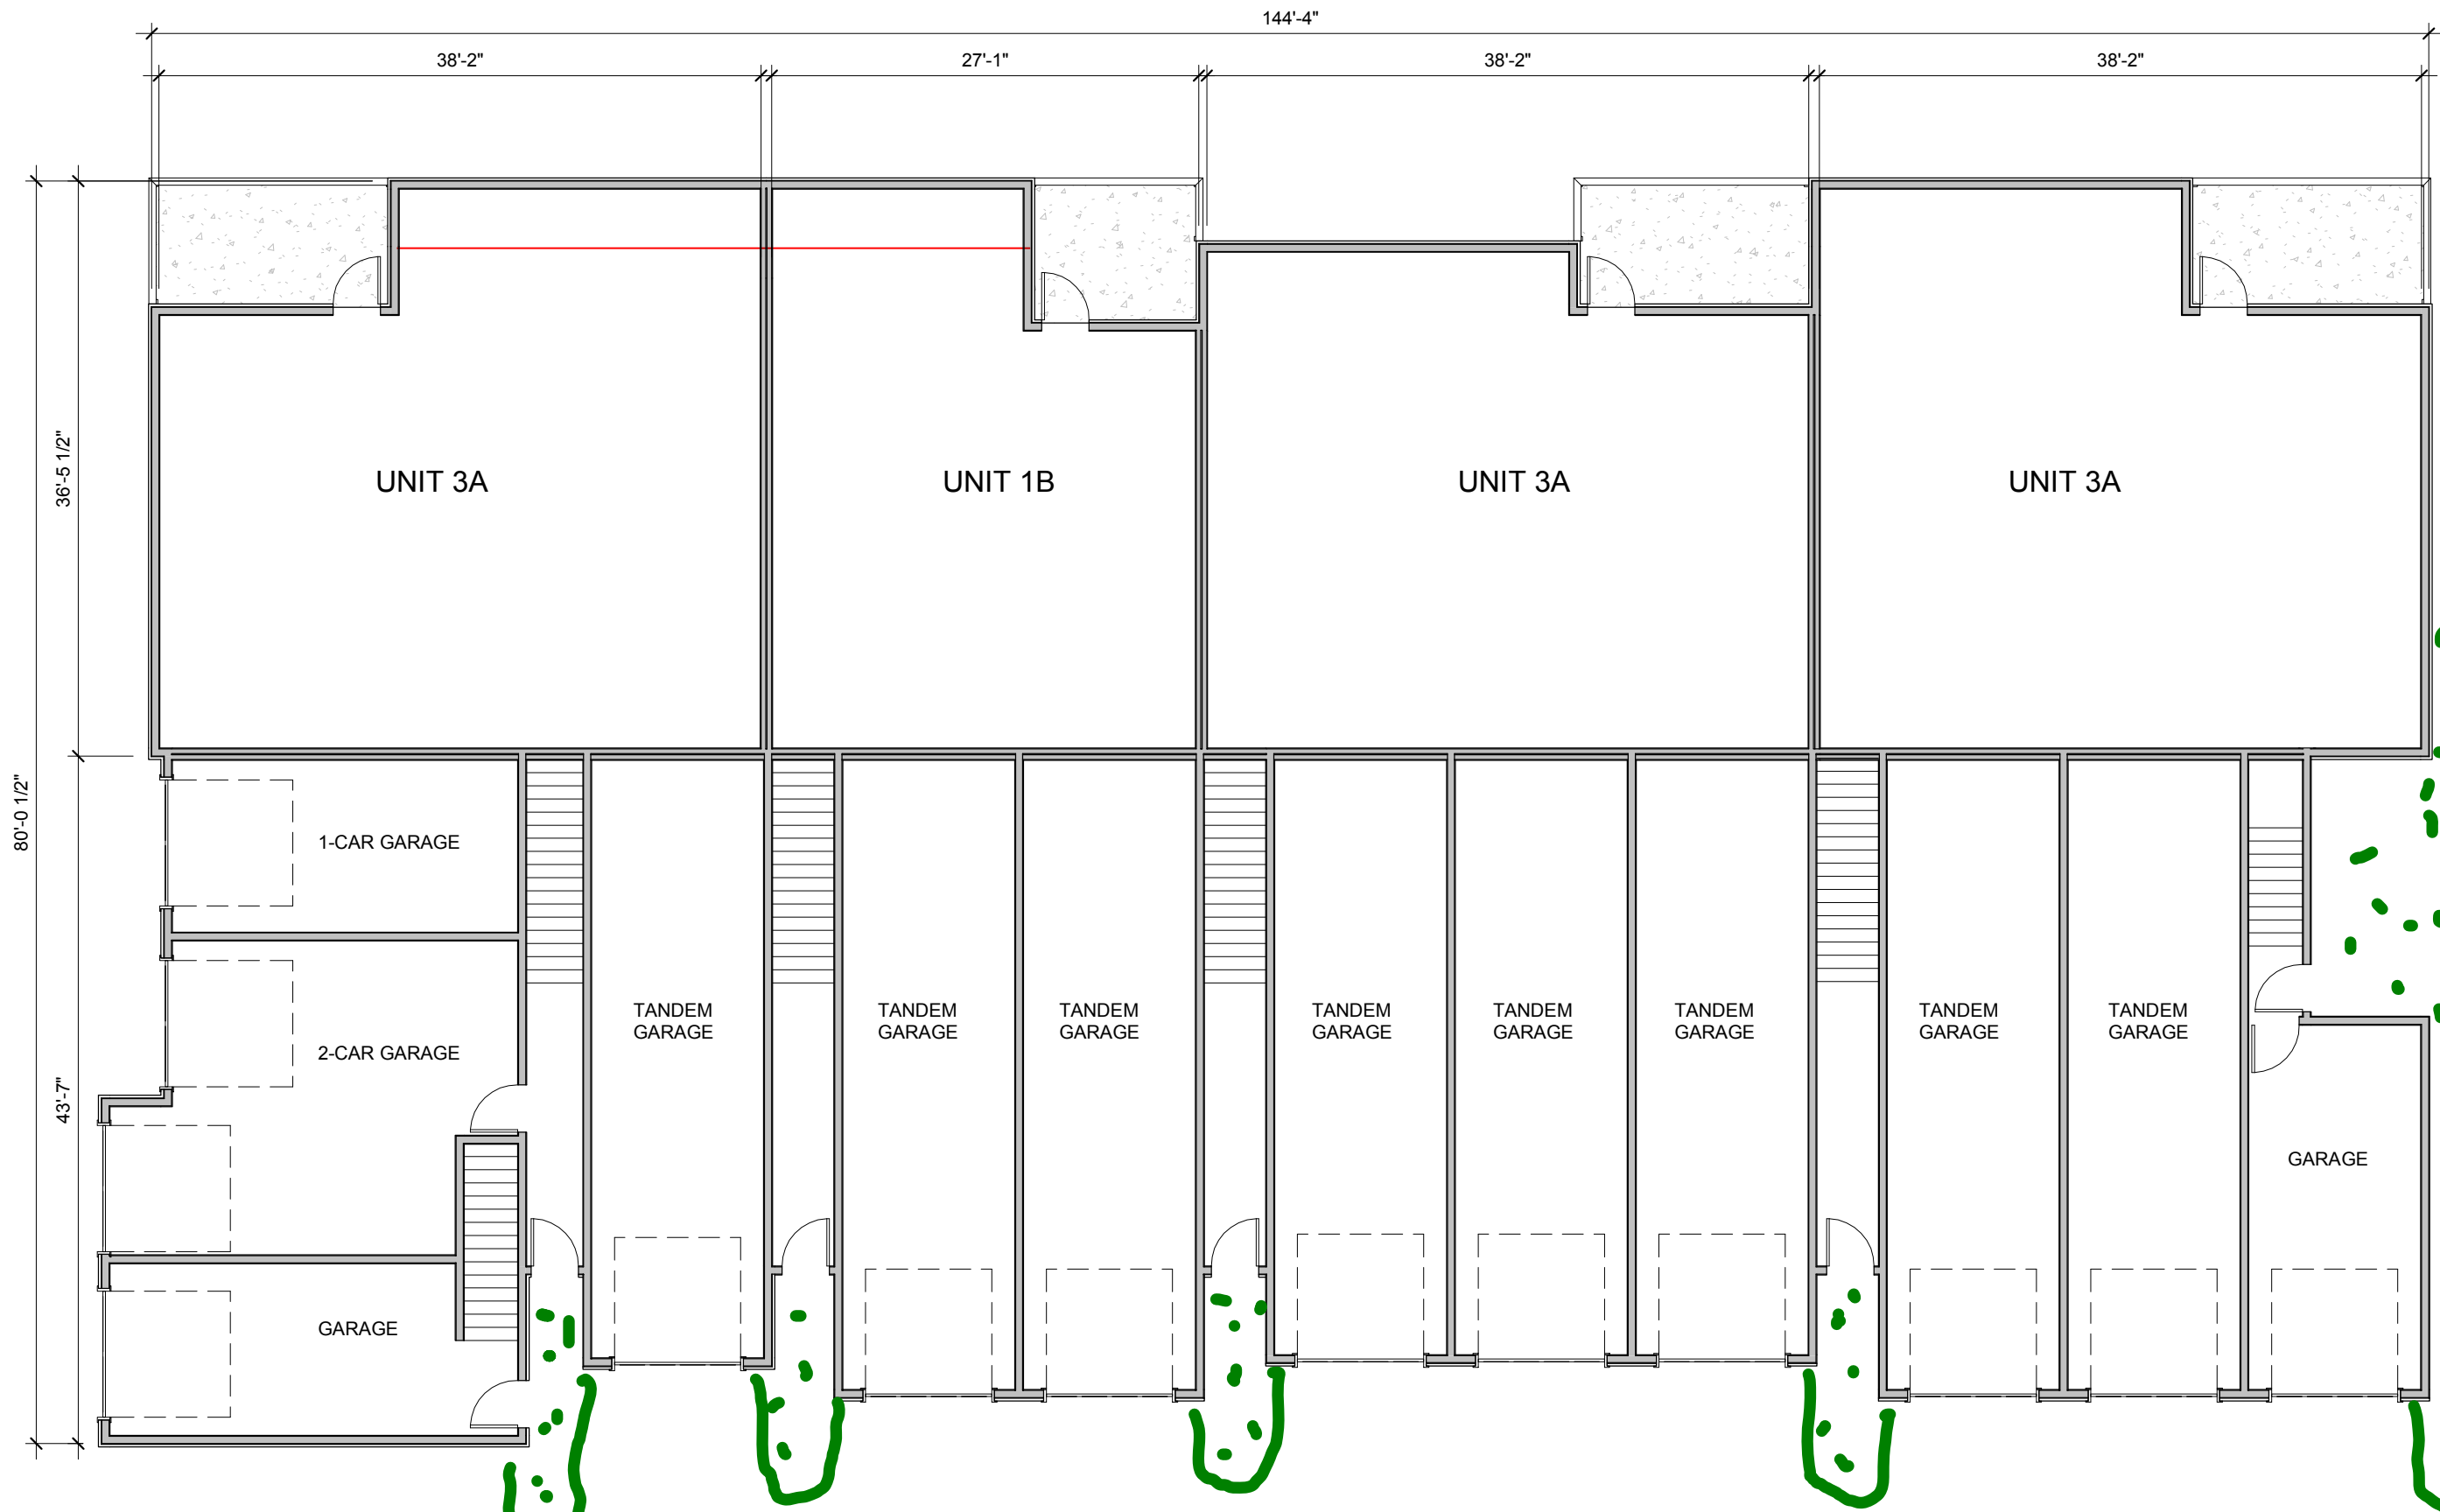 144'-4"
38'-2"
27'-1"
38'-2"
38'-2"
36'-5 1/2"
80'-0 1/2"
43'-7"
UNIT 3A
UNIT 1B
UNIT 3A
UNIT 3A
1-CAR GARAGE
2-CAR GARAGE
GARAGE
TANDEM
GARAGE
TANDEM
GARAGE
TANDEM
GARAGE
TANDEM
GARAGE
TANDEM
GARAGE
TANDEM
GARAGE
TANDEM
GARAGE
TANDEM
GARAGE
GARAGE